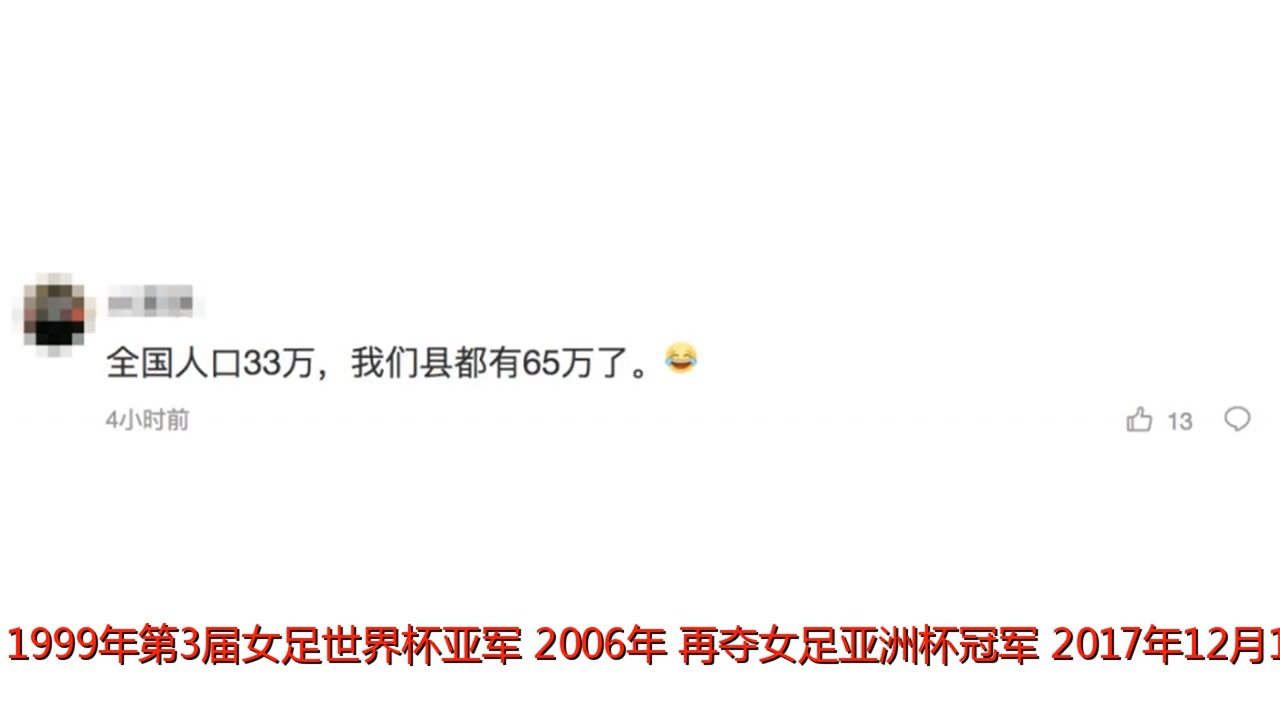 全国人口33万，我们县都有65万了。😂
4小时前
13
1999年第3届女足世界杯亚军 2006年 再夺女足亚洲杯冠军 2017年12月1